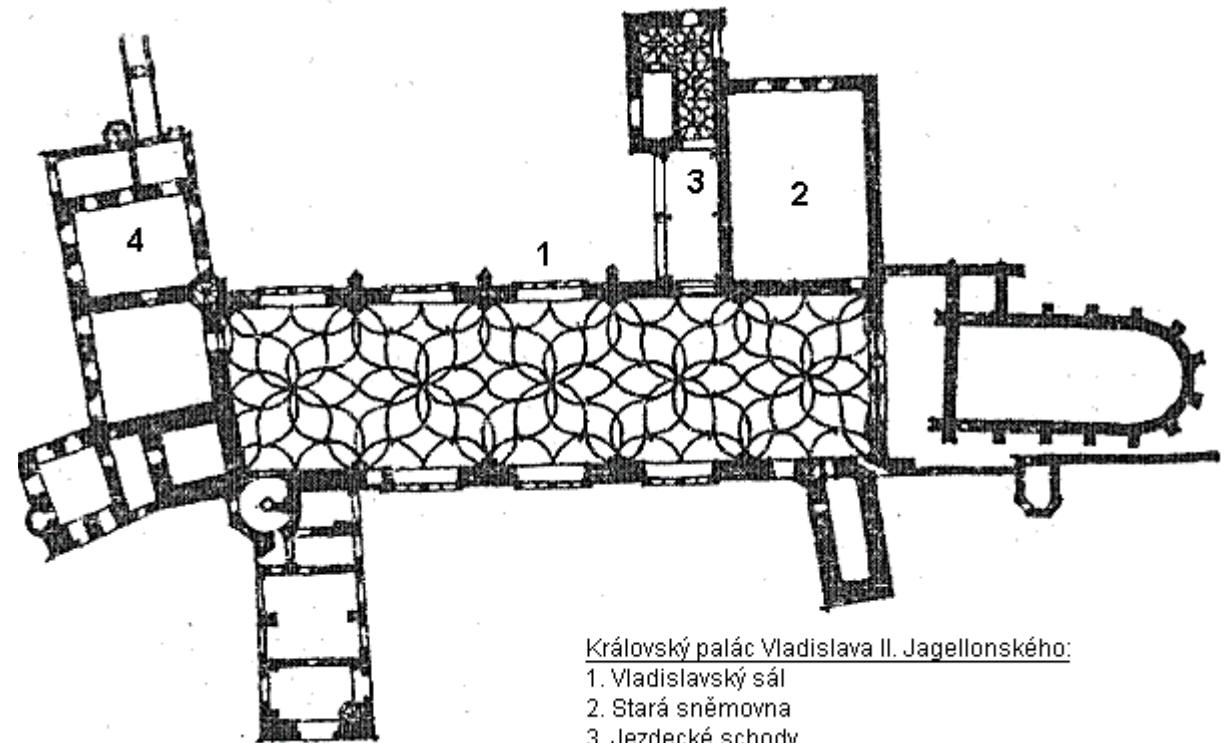 3
2
4
1
Královský palác Vladislava II. Jagellonského:
1. Vladislavský sál
2. Stará sněmovna
3. Jezdecké schody